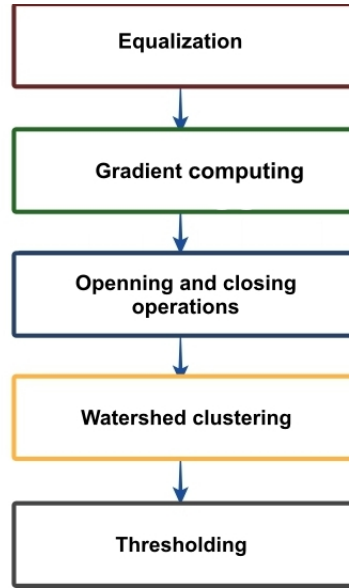 Equalization
Gradient computing
Openning and closing
operations
Watershed clustering
Thresholding